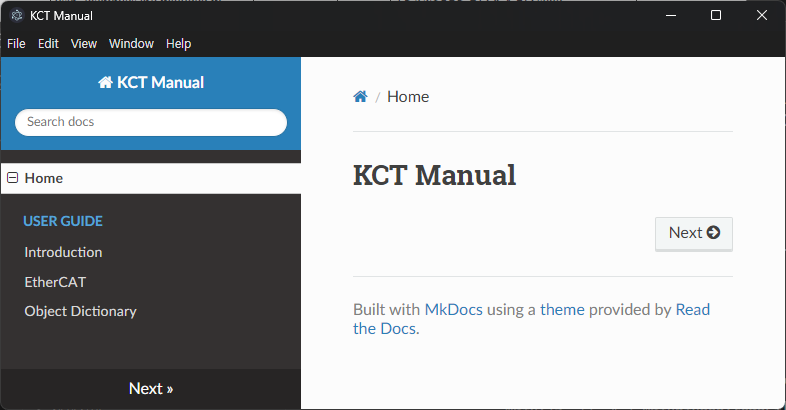 KCT Manual
File Edit View Window Help
KCT Manual
Search docs
Home
USER GUIDE
Introduction
EtherCAT
Object Dictionary
Next »
/ Home
KCT Manual
Next
Built with MkDocs using a theme provided by Read
the Docs.